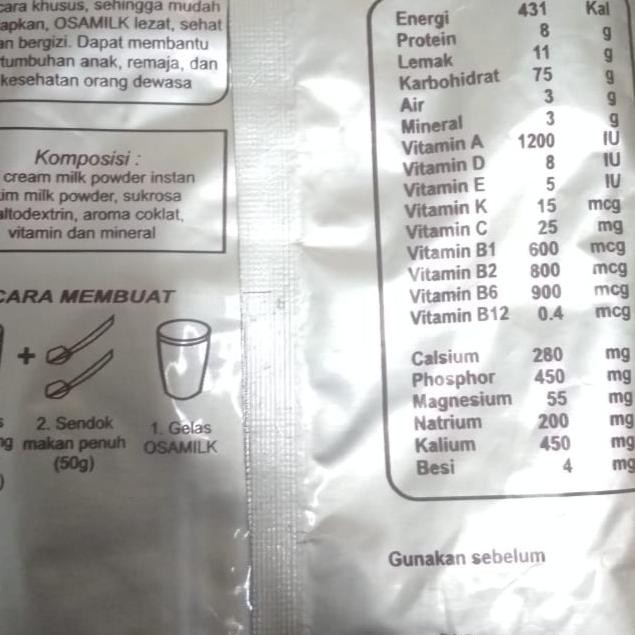 cara khusus, sehingga mudah
apkan, OSAMILK lezat, sehat
an bergizi. Dapat membantu
tumbuhan anak, remaja, dan
kesehatan orang dewasa
Komposisi :
cream milk powder instan
im milk powder, sukrosa
altodextrin, aroma coklat,
vitamin dan mineral
CARA MEMBUAT
+
2. Sendok
makan penuh
(50g)
1. Gelas
OSAMILK
Energi 431 Kal
Protein 8 g
Lemak 11 g
Karbohidrat 75 g
Air 3 g
Mineral 3 g
Vitamin A 1200 IU
Vitamin D 8 IU
Vitamin E 5 IU
Vitamin K 15 mcg
Vitamin C 25 mg
Vitamin B1 600 mcg
Vitamin B2 800 mcg
Vitamin B6 900 mcg
Vitamin B12 0.4 mcg
Calsium 280 mg
Phosphor 450 mg
Magnesium 55 mg
Natrium 200 mg
Kalium 450 mg
Besi 4 mg
Gunakan sebelum